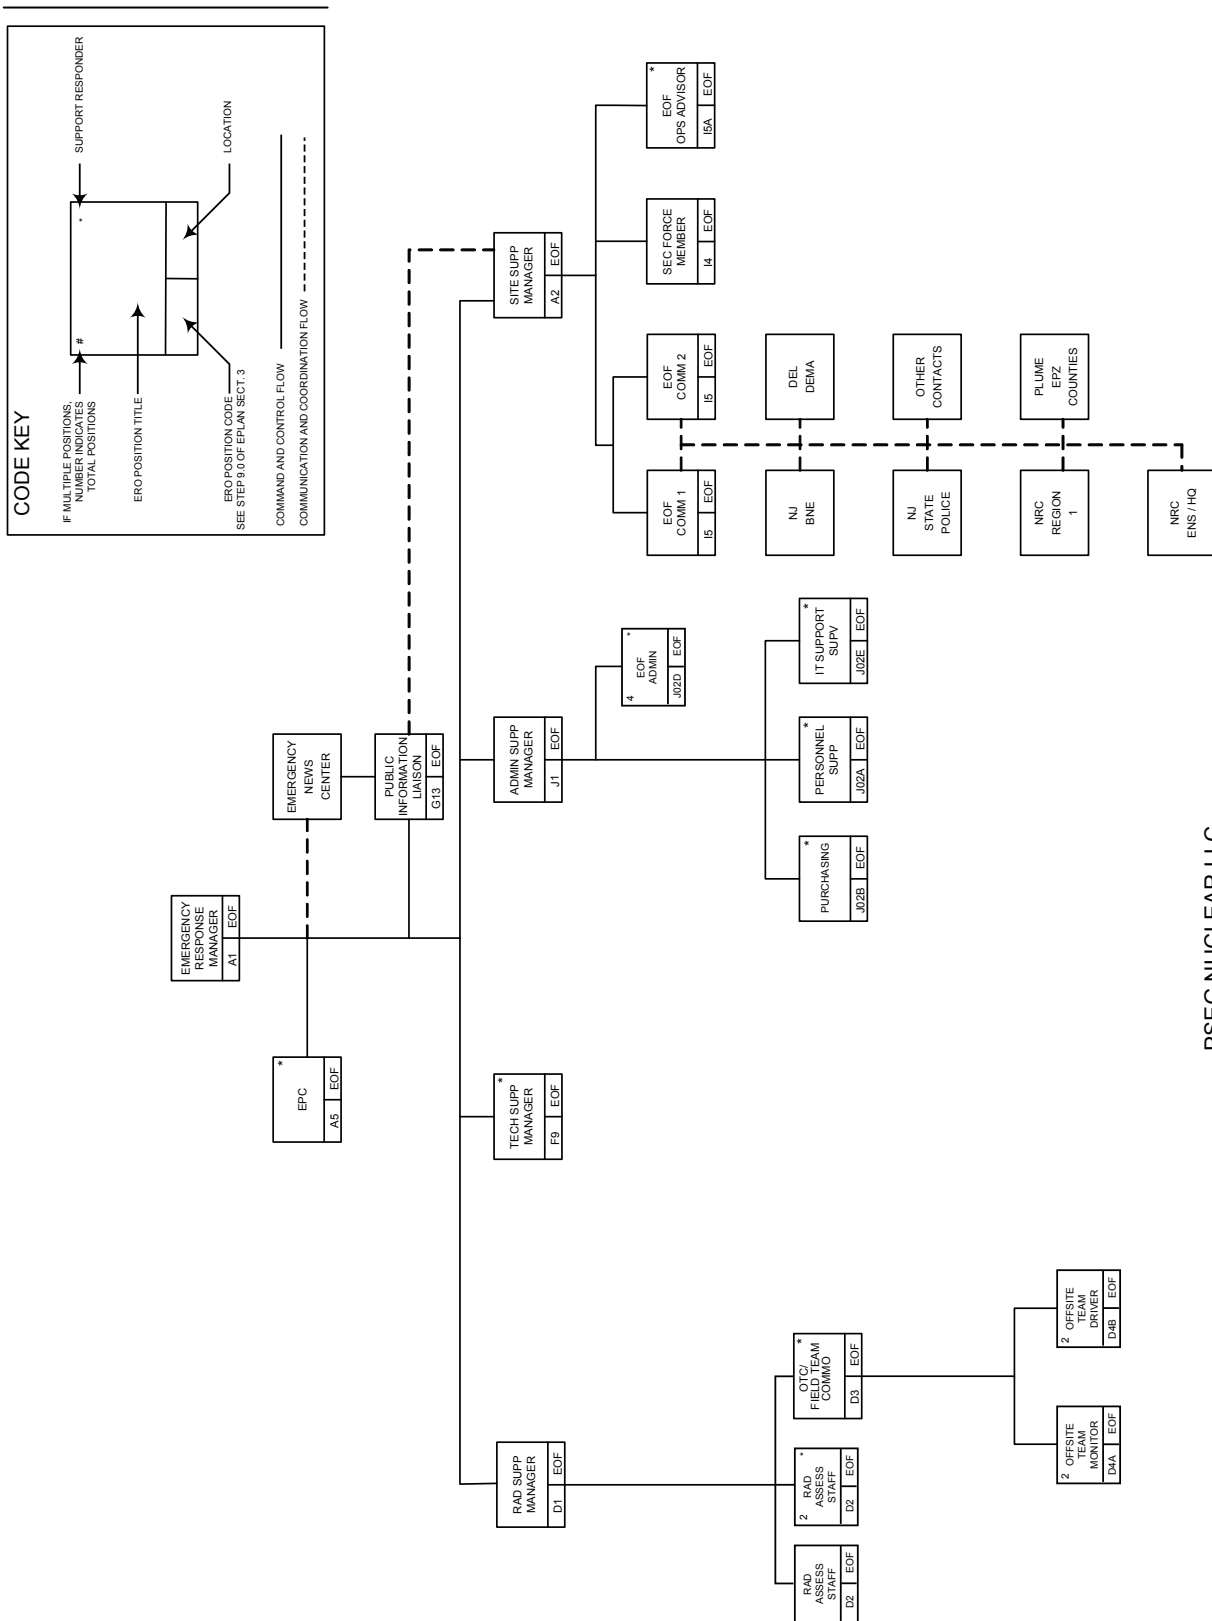 CODE KEY
IF MULTIPLE POSITIONS,
NUMBER INDICATES
TOTAL POSITIONS
#
*
SUPPORT RESPONDER
ERO POSITION TITLE
ERO POSITION CODE
SEE STEP 9.0 OF EPLAN SECT. 3
LOCATION
COMMAND AND CONTROL FLOW
COMMUNICATION AND COORDINATION FLOW
EMERGENCY
RESPONSE
MANAGER
A1 EOF
*
EPC
A5 EOF
EMERGENCY
NEWS
CENTER
PUBLIC
INFORMATION
LIAISON
G13 EOF
RAD SUPP
MANAGER
D1 EOF
*
TECH SUPP
MANAGER
F9 EOF
ADMIN SUPP
MANAGER
J1 EOF
SITE SUPP
MANAGER
A2 EOF
4 *
EOF
ADMIN
J02D EOF
EOF
COMM 1
I5 EOF
EOF
COMM 2
I5 EOF
SEC FORCE
MEMBER
I4 EOF
*
EOF
OPS ADVISOR
I5A EOF
RAD
ASSESS
STAFF
D2 EOF
2 *
RAD
ASSESS
STAFF
D2 EOF
*
OTC/
FIELD TEAM
COMMO
D3 EOF
*
PURCHASING
J02B EOF
*
PERSONNEL
SUPP
J02A EOF
*
IT SUPPORT
SUPV
J02E EOF
NJ
BNE
DEL
DEMA
NJ
STATE
POLICE
OTHER
CONTACTS
NRC
REGION
1
PLUME
EPZ
COUNTIES
NRC
ENS / HQ
2 OFFSITE
TEAM
MONITOR
D4A EOF
2 OFFSITE
TEAM
DRIVER
D4B EOF
PSEG NUCLEAR LLC